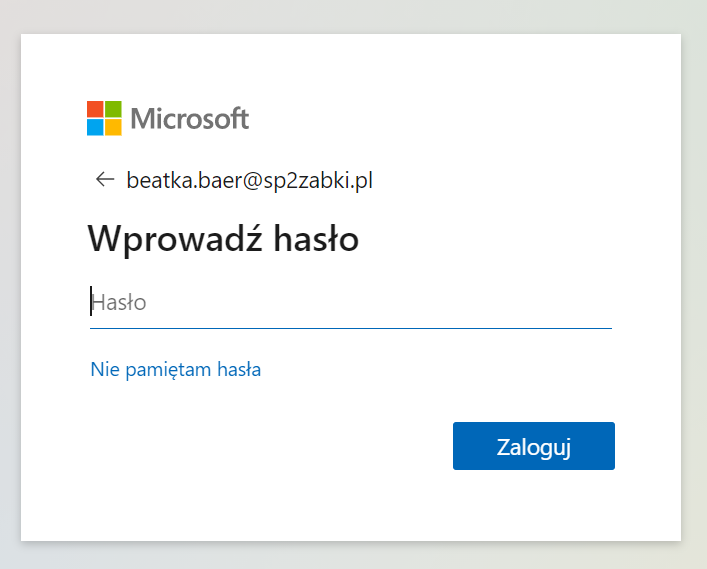 Microsoft
← beatka.baer@sp2zabki.pl
Wprowadź hasło
Hasło
Nie pamiętam hasła
Zaloguj